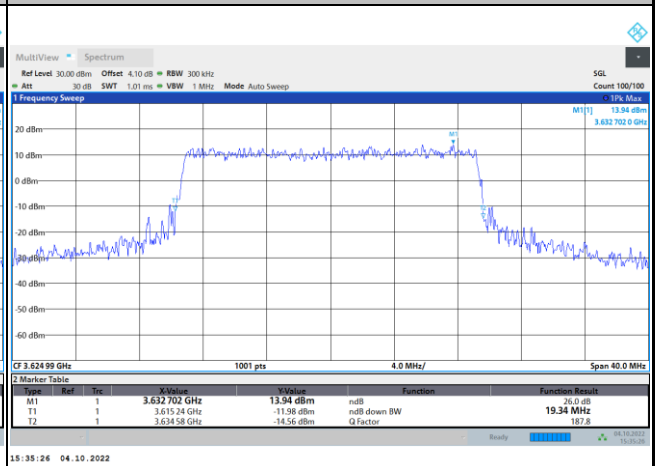 MultiView Spectrum
Ref Level 30.00 dBm Offset 4.10 dB RBW 300 kHz SGL
Att 30 dB SWT 1.01 ms VBW 1 MHz Mode Auto Sweep Count 100/100
1 Frequency Sweep 1Pk Max
M1[1] 13.94 dBm
3.632 702 0 GHz
M1
20 dBm
10 dBm
0 dBm
-10 dBm
-20 dBm
-30 dBm
-40 dBm
-50 dBm
-60 dBm
CF 3.624 99 GHz 1001 pts 4.0 MHz/ Span 40.0 MHz
2 Marker Table
Type Ref Trc X-Value Y-Value Function Function Result
M1 1 3.632 702 GHz 13.94 dBm ndB 26.0 dB
T1 1 3.615 24 GHz -11.98 dBm ndB down BW 19.34 MHz
T2 1 3.634 58 GHz -14.56 dBm Q Factor 187.8
Ready 04.10.2022
15:35:26
15:35:26 04.10.2022